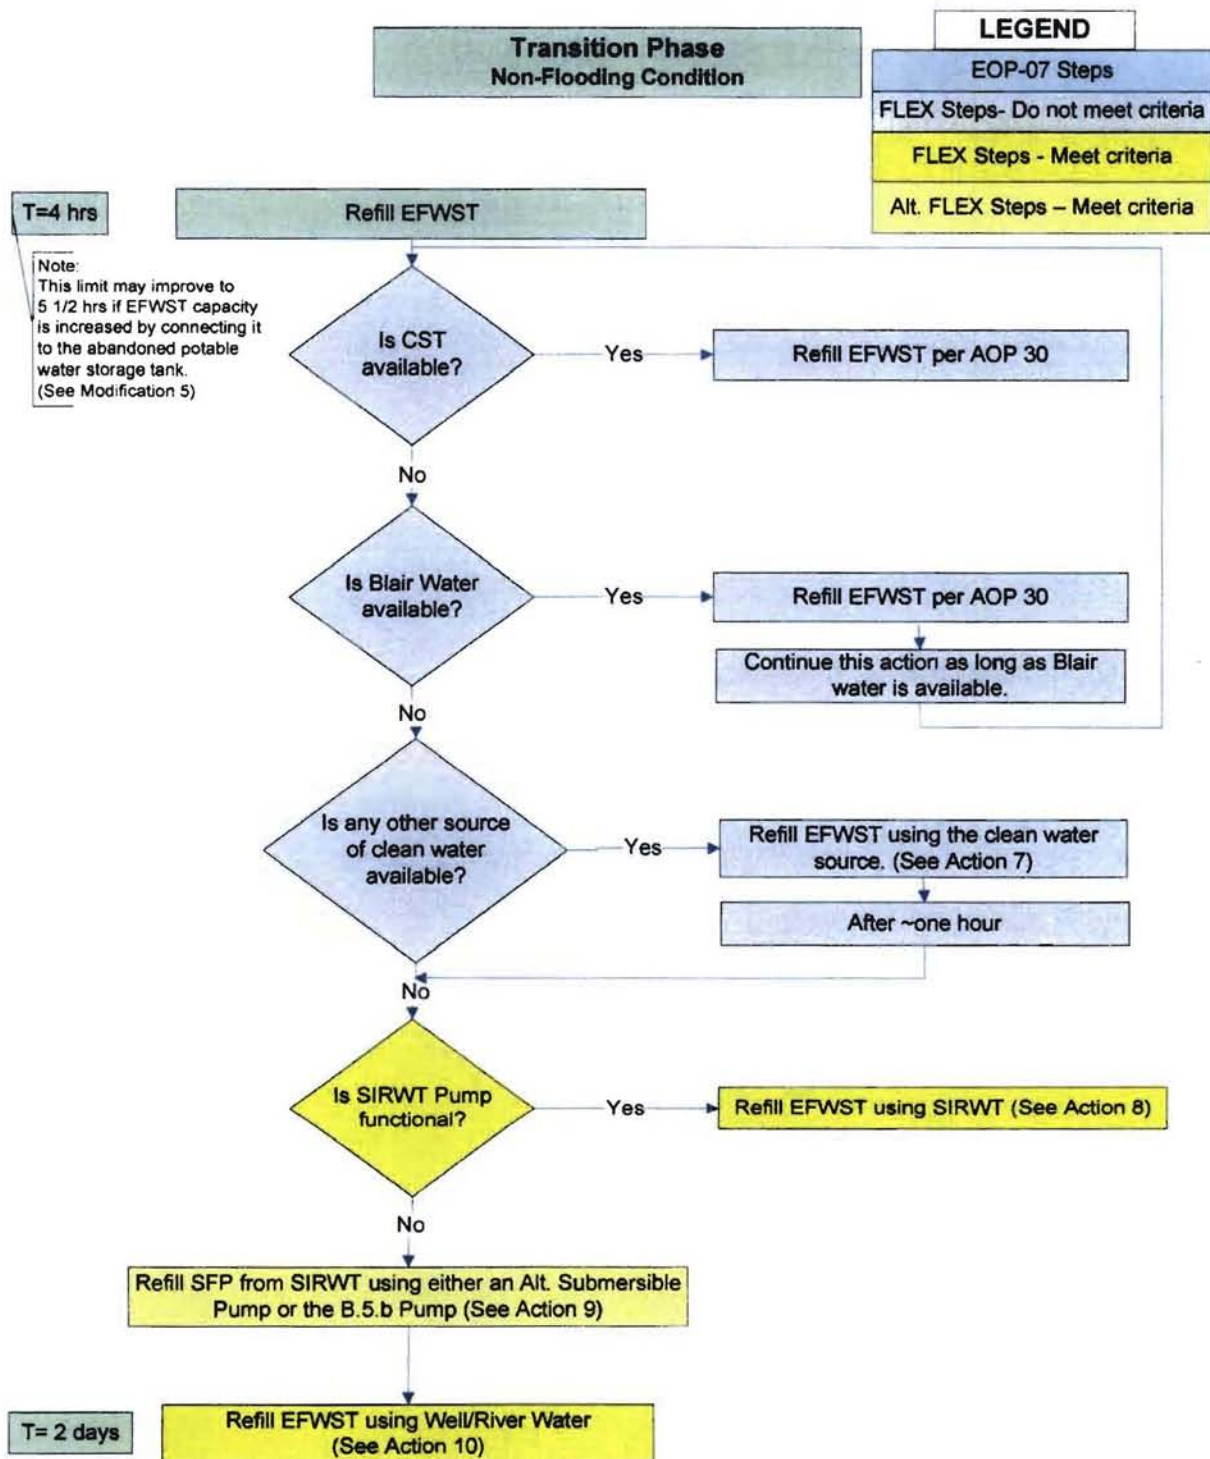 Transition Phase
Non-Flooding Condition
LEGEND
EOP-07 Steps
FLEX Steps- Do not meet criteria
FLEX Steps - Meet criteria
Alt. FLEX Steps – Meet criteria
T=4 hrs
Refill EFWST
Note:
This limit may improve to
5 1/2 hrs if EFWST capacity
is increased by connecting it
to the abandoned potable
water storage tank.
(See Modification 5)
Is CST
available?
Yes
Refill EFWST per AOP 30
No
Is Blair Water
available?
Yes
Refill EFWST per AOP 30
Continue this action as long as Blair
water is available.
No
Is any other source
of clean water
available?
Yes
Refill EFWST using the clean water
source. (See Action 7)
After ~one hour
No
Is SIRWT Pump
functional?
Yes
Refill EFWST using SIRWT (See Action 8)
No
Refill SFP from SIRWT using either an Alt. Submersible
Pump or the B.5.b Pump (See Action 9)
T= 2 days
Refill EFWST using Well/River Water
(See Action 10)